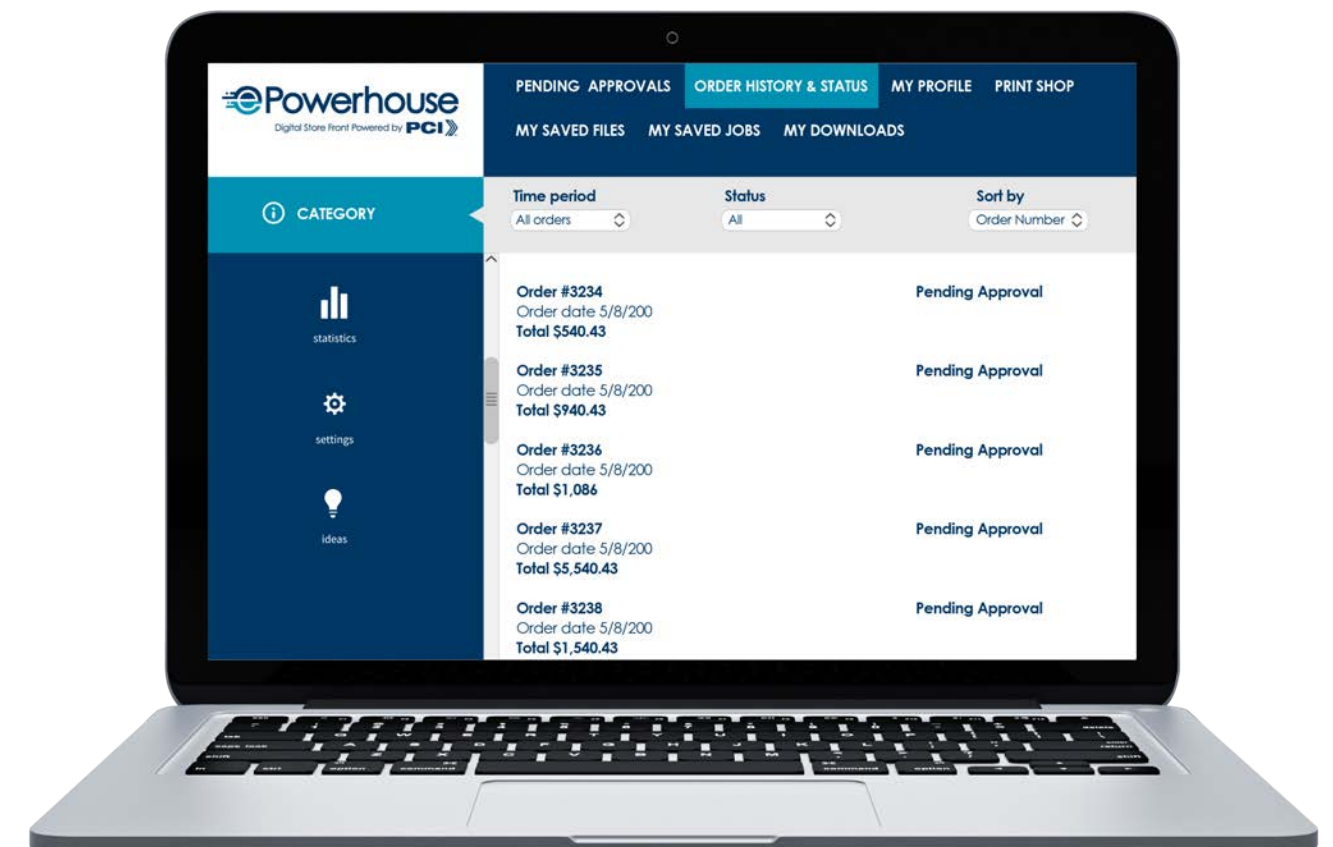 ePowerhouse
Digital Store Front Powered by PCI
PENDING APPROVALS ORDER HISTORY & STATUS MY PROFILE PRINT SHOP
MY SAVED FILES MY SAVED JOBS MY DOWNLOADS
CATEGORY
statistics
settings
ideas
Time period Status Sort by
All orders All Order Number
Order #3234 Pending Approval
Order date 5/8/200
Total $540.43
Order #3235 Pending Approval
Order date 5/8/200
Total $940.43
Order #3236 Pending Approval
Order date 5/8/200
Total $1,086
Order #3237 Pending Approval
Order date 5/8/200
Total $5,540.43
Order #3238 Pending Approval
Order date 5/8/200
Total $1,540.43